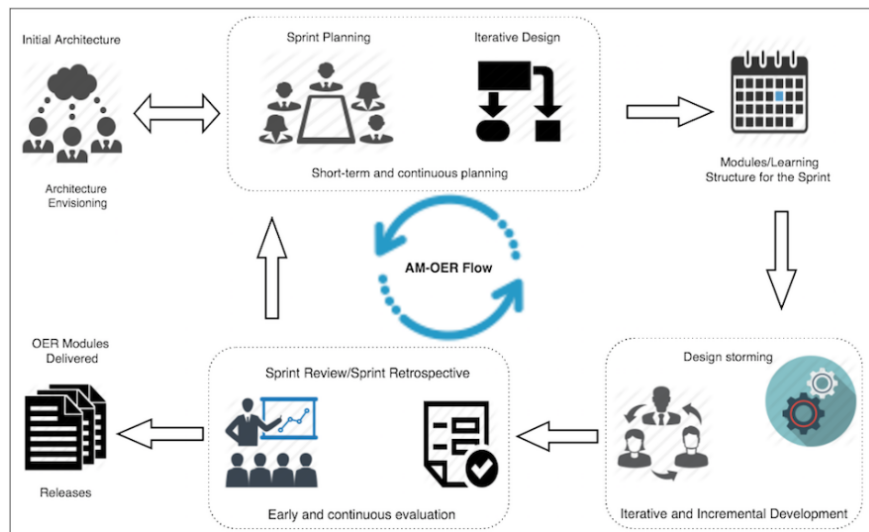 Initial Architecture
Architecture
Envisioning
Sprint Planning
Iterative Design
Short-term and continuous planning
Modules/Learning
Structure for the Sprint
AM-OER Flow
Design storming
Iterative and Incremental Development
Sprint Review/Sprint Retrospective
Early and continuous evaluation
OER Modules
Delivered
Releases